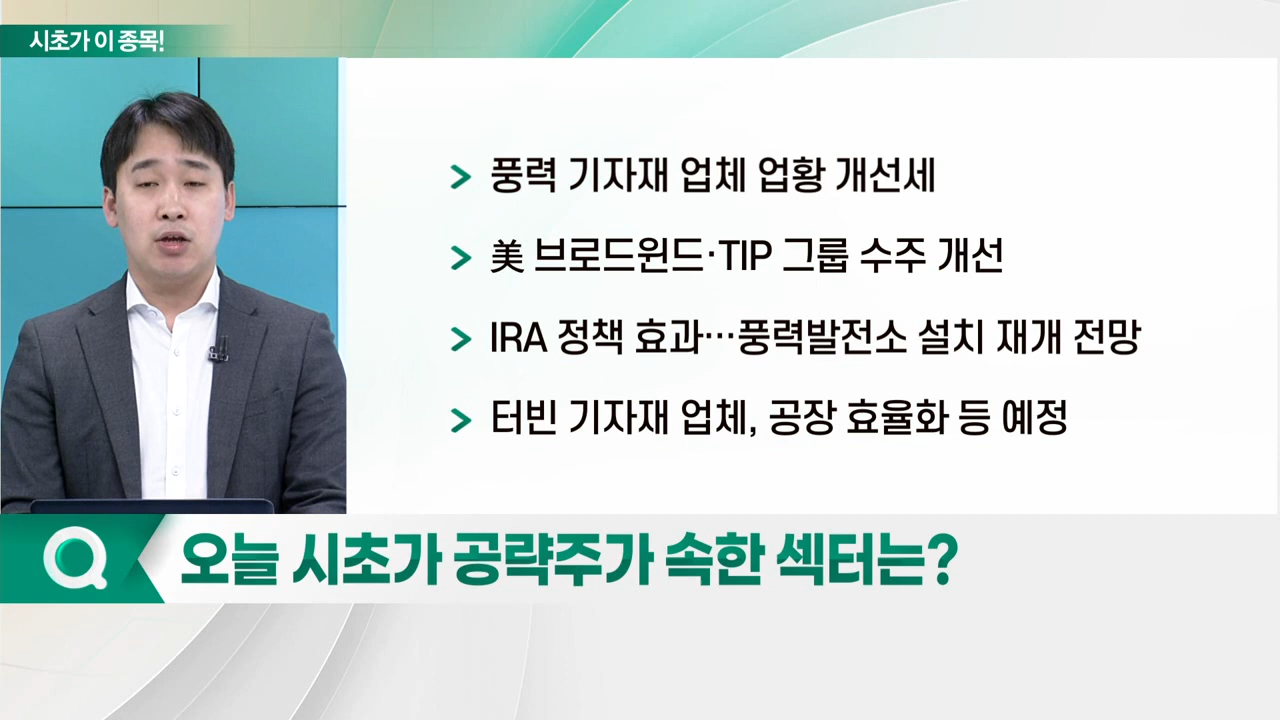 시초가 이 종목!
> 풍력 기자재 업체 업황 개선세
> 美 브로드윈드·TIP 그룹 수주 개선
> IRA 정책 효과…풍력발전소 설치 재개 전망
> 터빈 기자재 업체, 공장 효율화 등 예정
Q 오늘 시초가 공략주가 속한 섹터는?